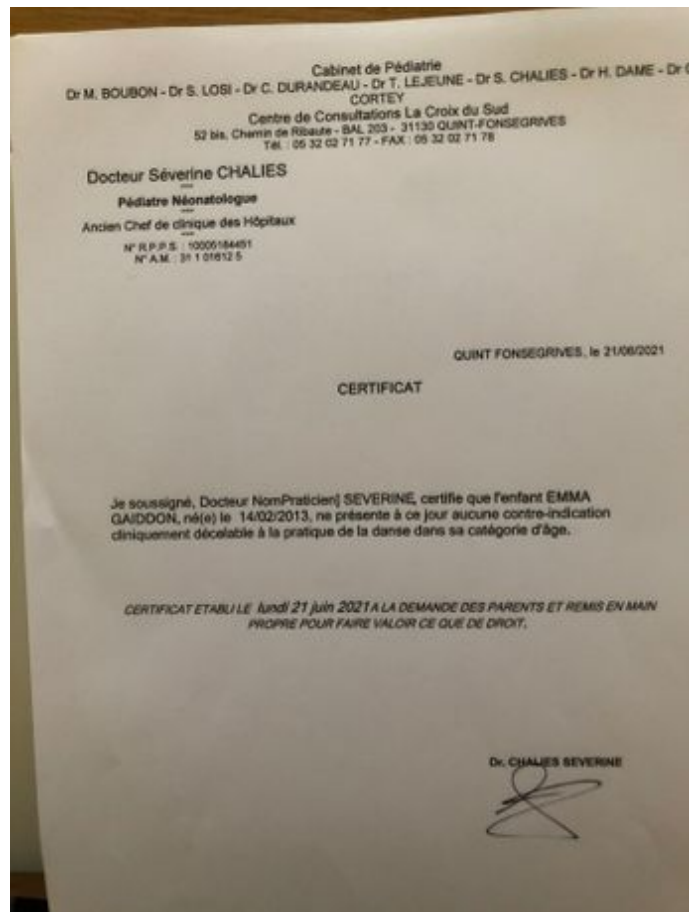 Cabinet de Pédiatrie
Dr M. BOUBON - Dr S. LOSI - Dr C. DURANDEAU - Dr T. LEJEUNE - Dr S. CHALIES - Dr H. DAME - Dr
CORTEY
Centre de Consultations La Croix du Sud
52 bis, Chemin de Ribaute - BAL 203 - 31130 QUINT-FONSEGRIVES
Tél. : 05 32 02 71 77 - FAX : 05 32 02 71 78
Docteur Séverine CHALIES
Pédiatre Néonatologue
Ancien Chef de clinique des Hôpitaux
N° R.P.P.S. : 10005184451
N° A.M. : 31 1 01612 5
QUINT FONSEGRIVES, le 21/06/2021
CERTIFICAT
Je soussigné, Docteur NomPraticien] SEVERINE, certifie que l'enfant EMMA
GAIDDON, né(e) le 14/02/2013, ne présente à ce jour aucune contre-indication
cliniquement décelable à la pratique de la danse dans sa catégorie d'âge.
CERTIFICAT ETABLI LE lundi 21 juin 2021 A LA DEMANDE DES PARENTS ET REMIS EN MAIN
PROPRE POUR FAIRE VALOIR CE QUE DE DROIT.
Dr. CHALIES SEVERINE